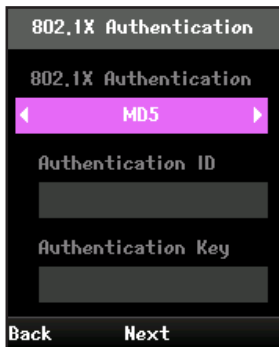 802.1X Authentication
802.1X Authentication
MD5
Authentication ID
Authentication Key
Back Next